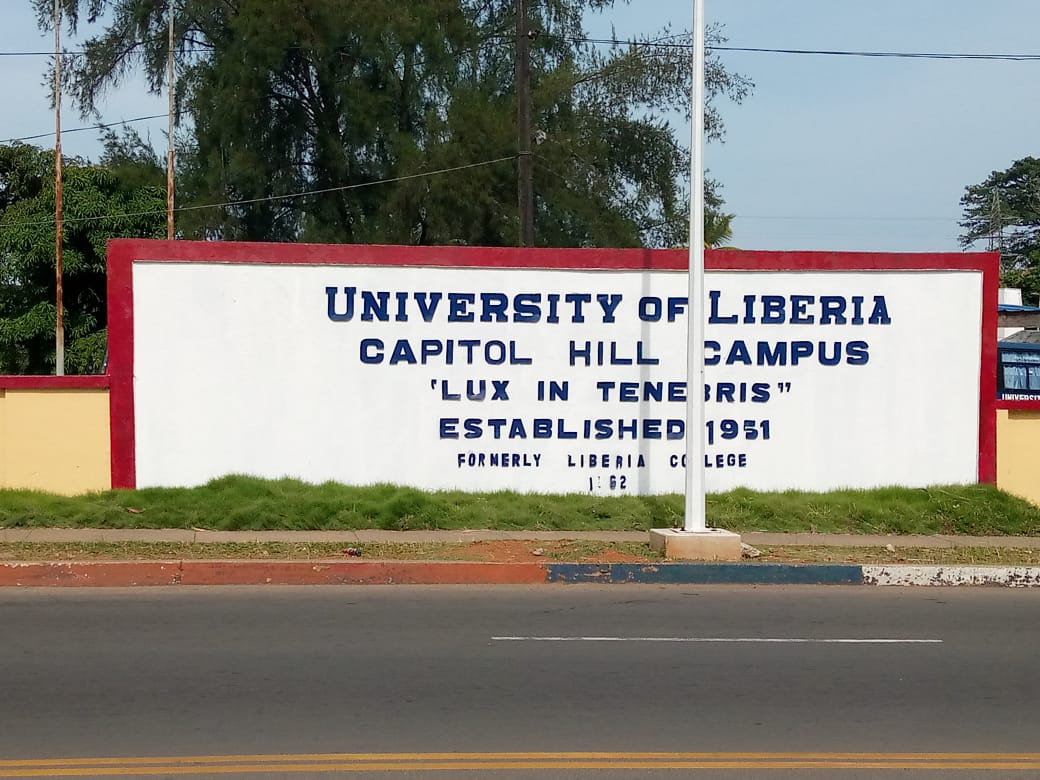 UNIVERSITY OF LIBERIA
CAPITOL HILL CAMPUS
‘LUX IN TENEBRIS”
ESTABLISHED 1951
FORMERLY LIBERIA COLLEGE